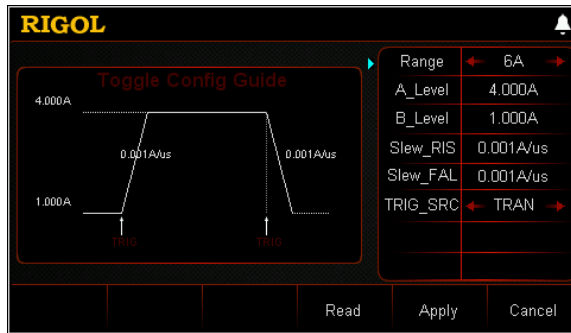 RIGOL
Toggle Config Guide
4.000A
0.001A/us
0.001A/us
1.000A
TRIG
TRIG
Range 6A
A_Level 4.000A
B_Level 1.000A
Slew_RIS 0.001A/us
Slew_FAL 0.001A/us
TRIG_SRC TRAN
Read Apply Cancel